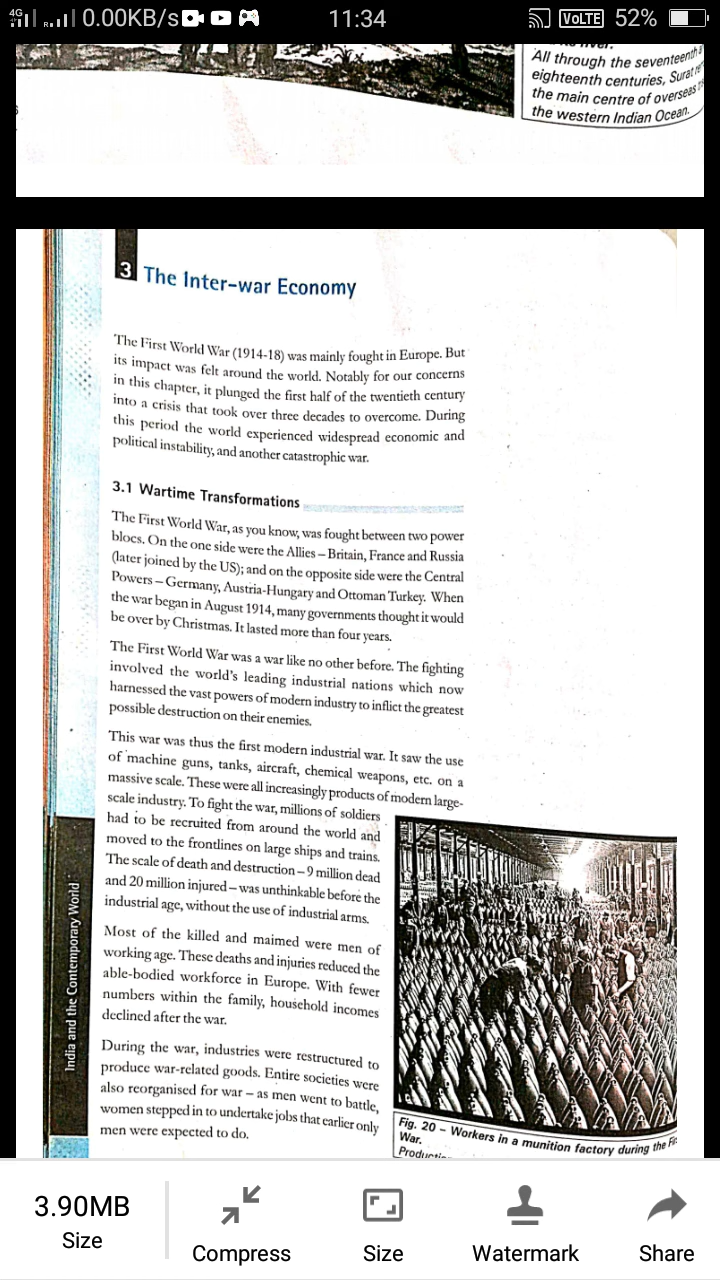 4G R 0.00KB/s 11:34 VoLTE 52%
All through the seventeenth
eighteenth centuries, Surat
the main centre of overseas
the western Indian Ocean.
3 The Inter-war Economy
The First World War (1914-18) was mainly fought in Europe. But
its impact was felt around the world. Notably for our concerns
in this chapter, it plunged the first half of the twentieth century
into a crisis that took over three decades to overcome. During
this period the world experienced widespread economic and
political instability, and another catastrophic war.
3.1 Wartime Transformations
The First World War, as you know, was fought between two power
blocs. On the one side were the Allies – Britain, France and Russia
(later joined by the US); and on the opposite side were the Central
Powers – Germany, Austria-Hungary and Ottoman Turkey. When
the war began in August 1914, many governments thought it would
be over by Christmas. It lasted more than four years.
The First World War was a war like no other before. The fighting
involved the world's leading industrial nations which now
harnessed the vast powers of modern industry to inflict the greatest
possible destruction on their enemies.
This war was thus the first modern industrial war. It saw the use
of machine guns, tanks, aircraft, chemical weapons, etc. on a
massive scale. These were all increasingly products of modern large-
scale industry. To fight the war, millions of soldiers
had to be recruited from around the world and
moved to the frontlines on large ships and trains.
The scale of death and destruction – 9 million dead
and 20 million injured – was unthinkable before the
industrial age, without the use of industrial arms.
Most of the killed and maimed were men of
working age. These deaths and injuries reduced the
able-bodied workforce in Europe. With fewer
numbers within the family, household incomes
declined after the war.
During the war, industries were restructured to
produce war-related goods. Entire societies were
also reorganised for war – as men went to battle,
women stepped in to undertake jobs that earlier only
men were expected to do.
India and the Contemporary World
Fig. 20 – Workers in a munition factory during the
War.
3.90MB
Size
Compress
Size
Watermark
Share